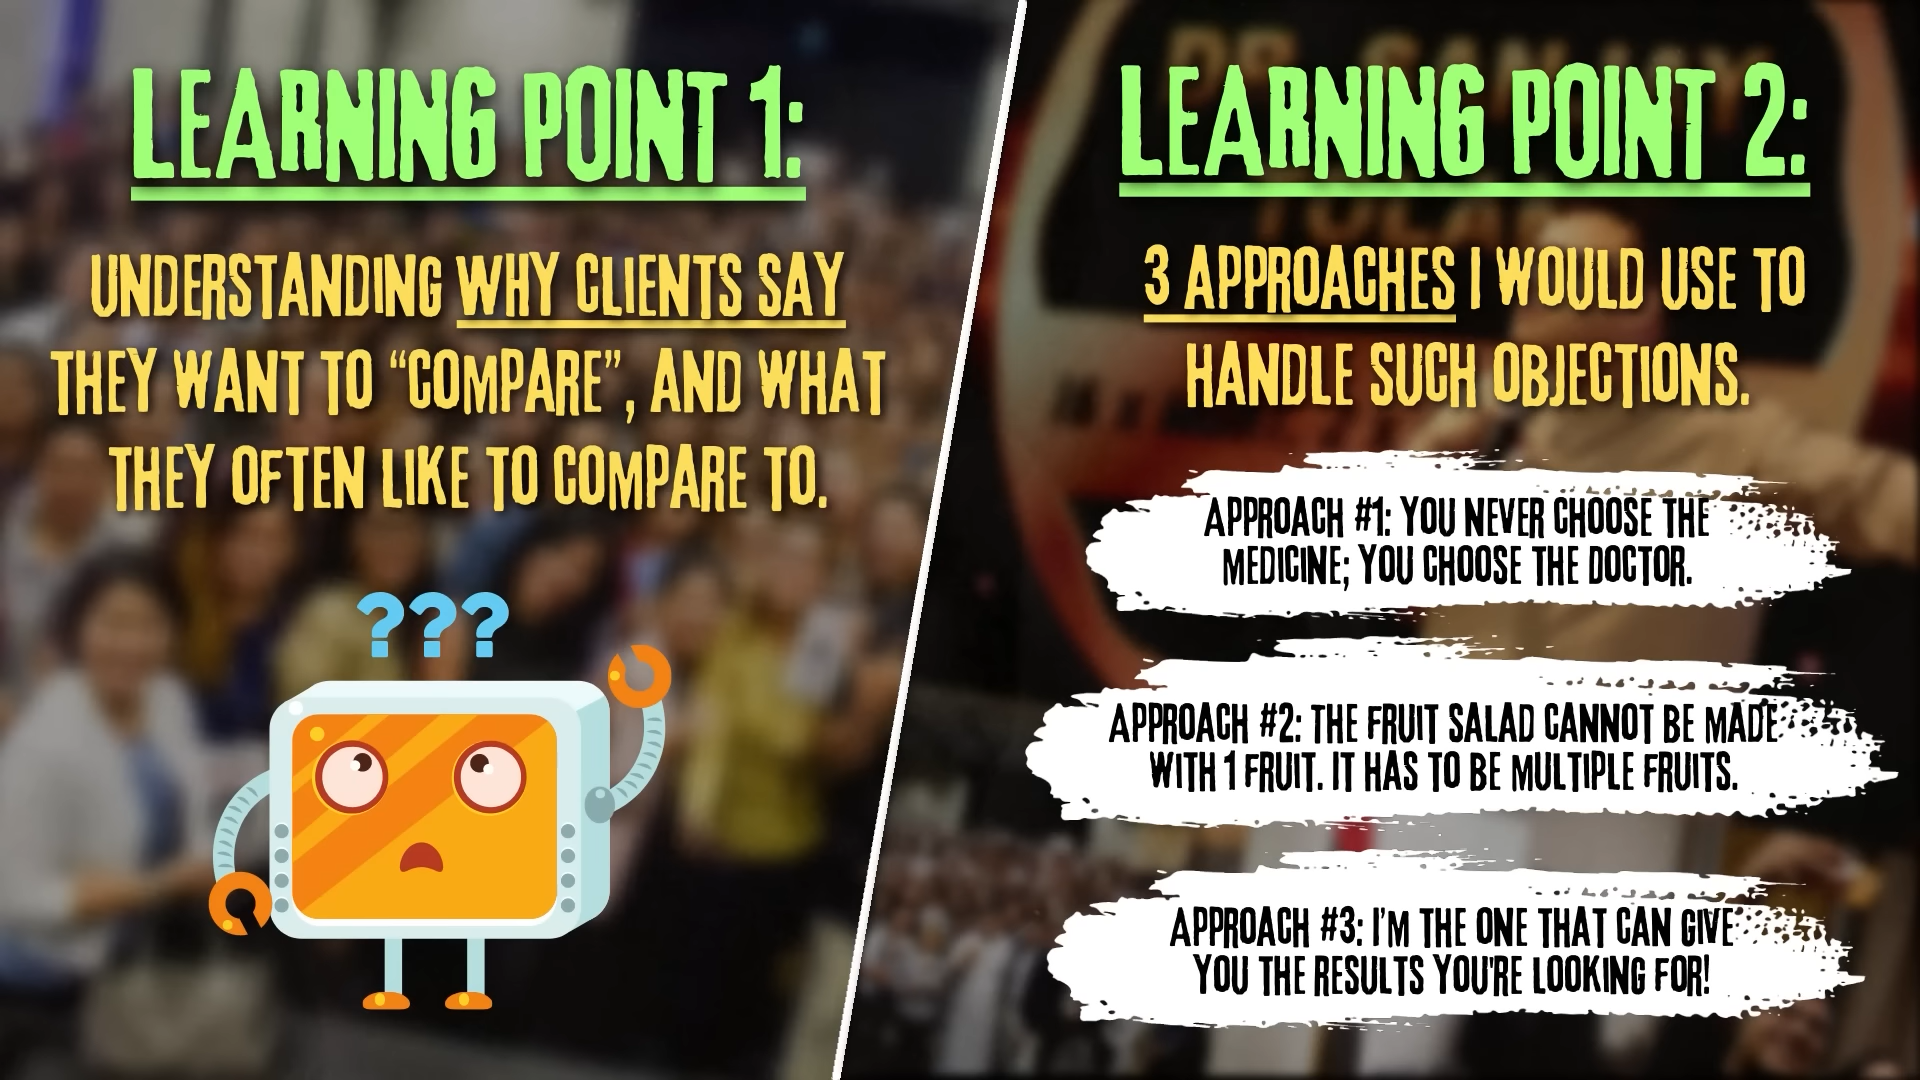 LEARNING POINT 1:
UNDERSTANDING WHY CLIENTS SAY
THEY WANT TO “COMPARE”, AND WHAT
THEY OFTEN LIKE TO COMPARE TO.
???
LEARNING POINT 2:
3 APPROACHES I WOULD USE TO
HANDLE SUCH OBJECTIONS.
APPROACH #1: YOU NEVER CHOOSE THE
MEDICINE; YOU CHOOSE THE DOCTOR.
APPROACH #2: THE FRUIT SALAD CANNOT BE MADE
WITH 1 FRUIT. IT HAS TO BE MULTIPLE FRUITS.
APPROACH #3: I'M THE ONE THAT CAN GIVE
YOU THE RESULTS YOU'RE LOOKING FOR!